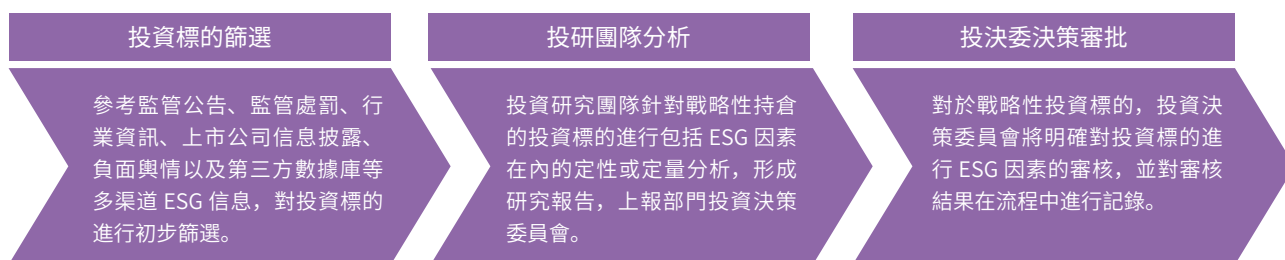 投資標的篩選
參考監管公告、監管處罰、行
業資訊、上市公司信息披露、
負面輿情以及第三方數據庫等
多渠道 ESG 信息，對投資標的
進行初步篩選。
投研團隊分析
投資研究團隊針對戰略性持倉
的投資標的進行包括 ESG 因素
在內的定性或定量分析，形成
研究報告，上報部門投資決策
委員會。
投決委決策審批
對於戰略性投資標的，投資決
策委員會將明確對投資標的進
行 ESG 因素的審核，並對審核
結果在流程中進行記錄。